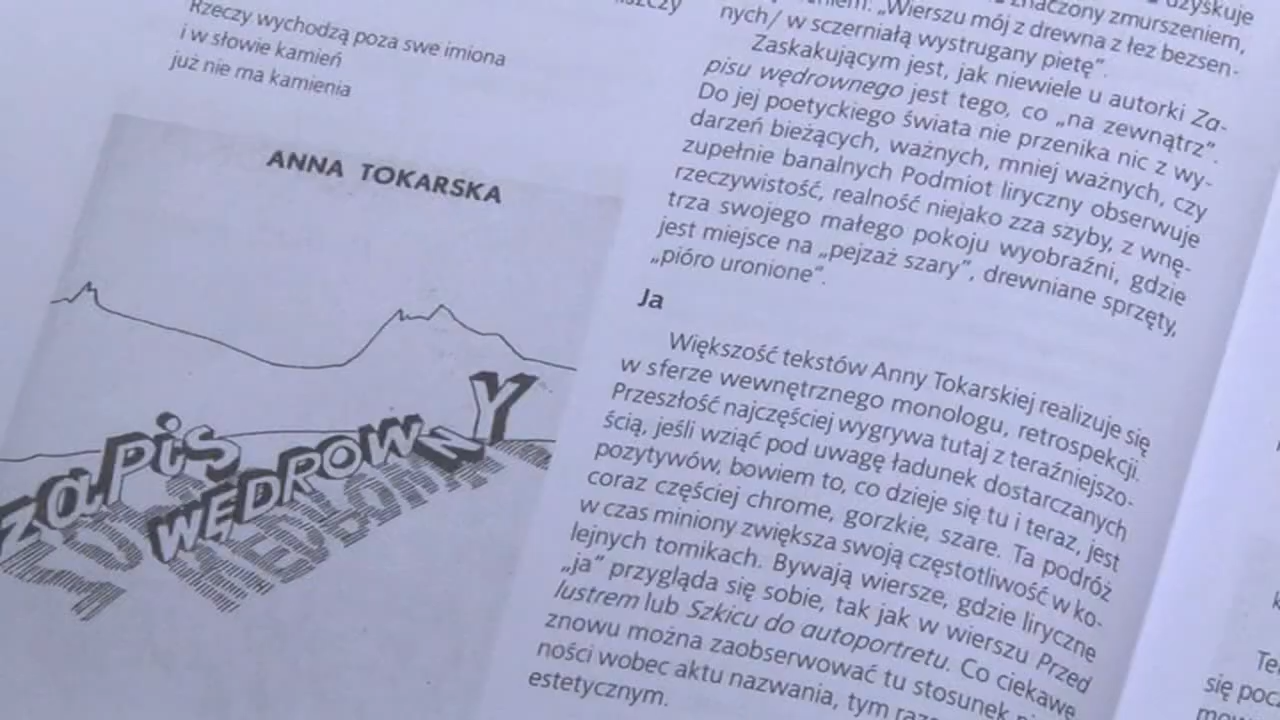 Rzeczy wychodzą poza swe imiona
i w słowie kamień
już nie ma kamienia
ANNA TOKARSKA
zaPiS
WĘDROWNY
uzyskuje
zmurszeniem,
„Wierszu mój z drewna z łez bezsen-
nych/ w sczerniałą wystrugany pietę”.
Zaskakującym jest, jak niewiele u autorki Za-
pisu wędrownego jest tego, co „na zewnątrz”.
Do jej poetyckiego świata nie przenika nic z wy-
darzeń bieżących, ważnych, mniej ważnych, czy
zupełnie banalnych Podmiot liryczny obserwuje
rzeczywistość, realność niejako zza szyby, z wnę-
trza swojego małego pokoju wyobraźni, gdzie
jest miejsce na „pejzaż szary”, drewniane sprzęty,
„pióro uronione”.
Ja
Większość tekstów Anny Tokarskiej realizuje się
w sferze wewnętrznego monologu, retrospekcji.
Przeszłość najczęściej wygrywa tutaj z teraźniejszo-
ścią, jeśli wziąć pod uwagę ładunek dostarczanych
pozytywów, bowiem to, co dzieje się tu i teraz, jest
coraz częściej chrome, gorzkie, szare. Ta podróż
w czas miniony zwiększa swoją częstotliwość w ko-
lejnych tomikach. Bywają wiersze, gdzie liryczne
„ja” przygląda się sobie, tak jak w wierszu Przed
lustrem lub Szkicu do autoportretu. Co ciekawe
znowu można zaobserwować tu stosunek
ności wobec aktu nazwania, tym
estetycznym.
się